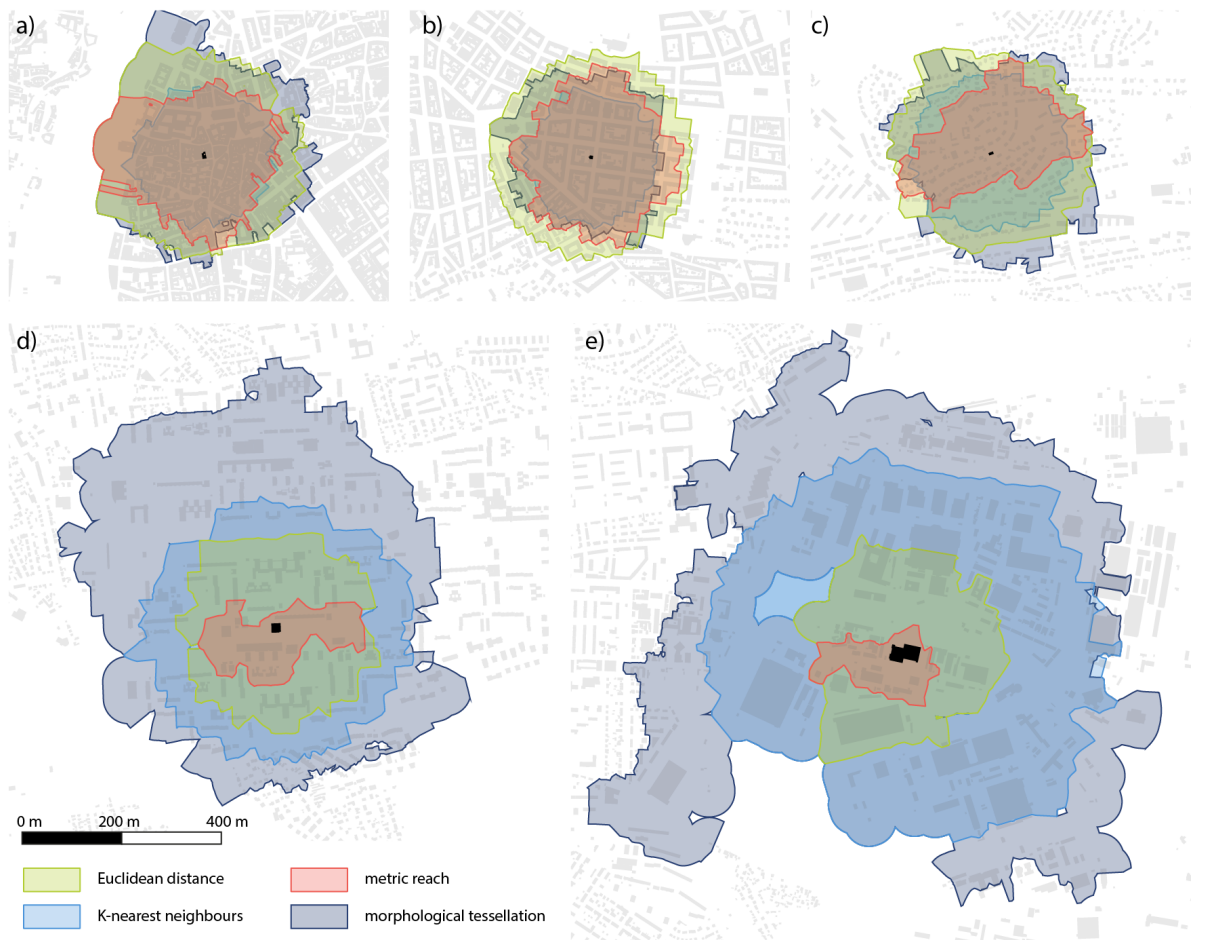 a)
b)
c)
d)
e)
0 m 200 m 400 m
Euclidean distance
metric reach
K-nearest neighbours
morphological tessellation